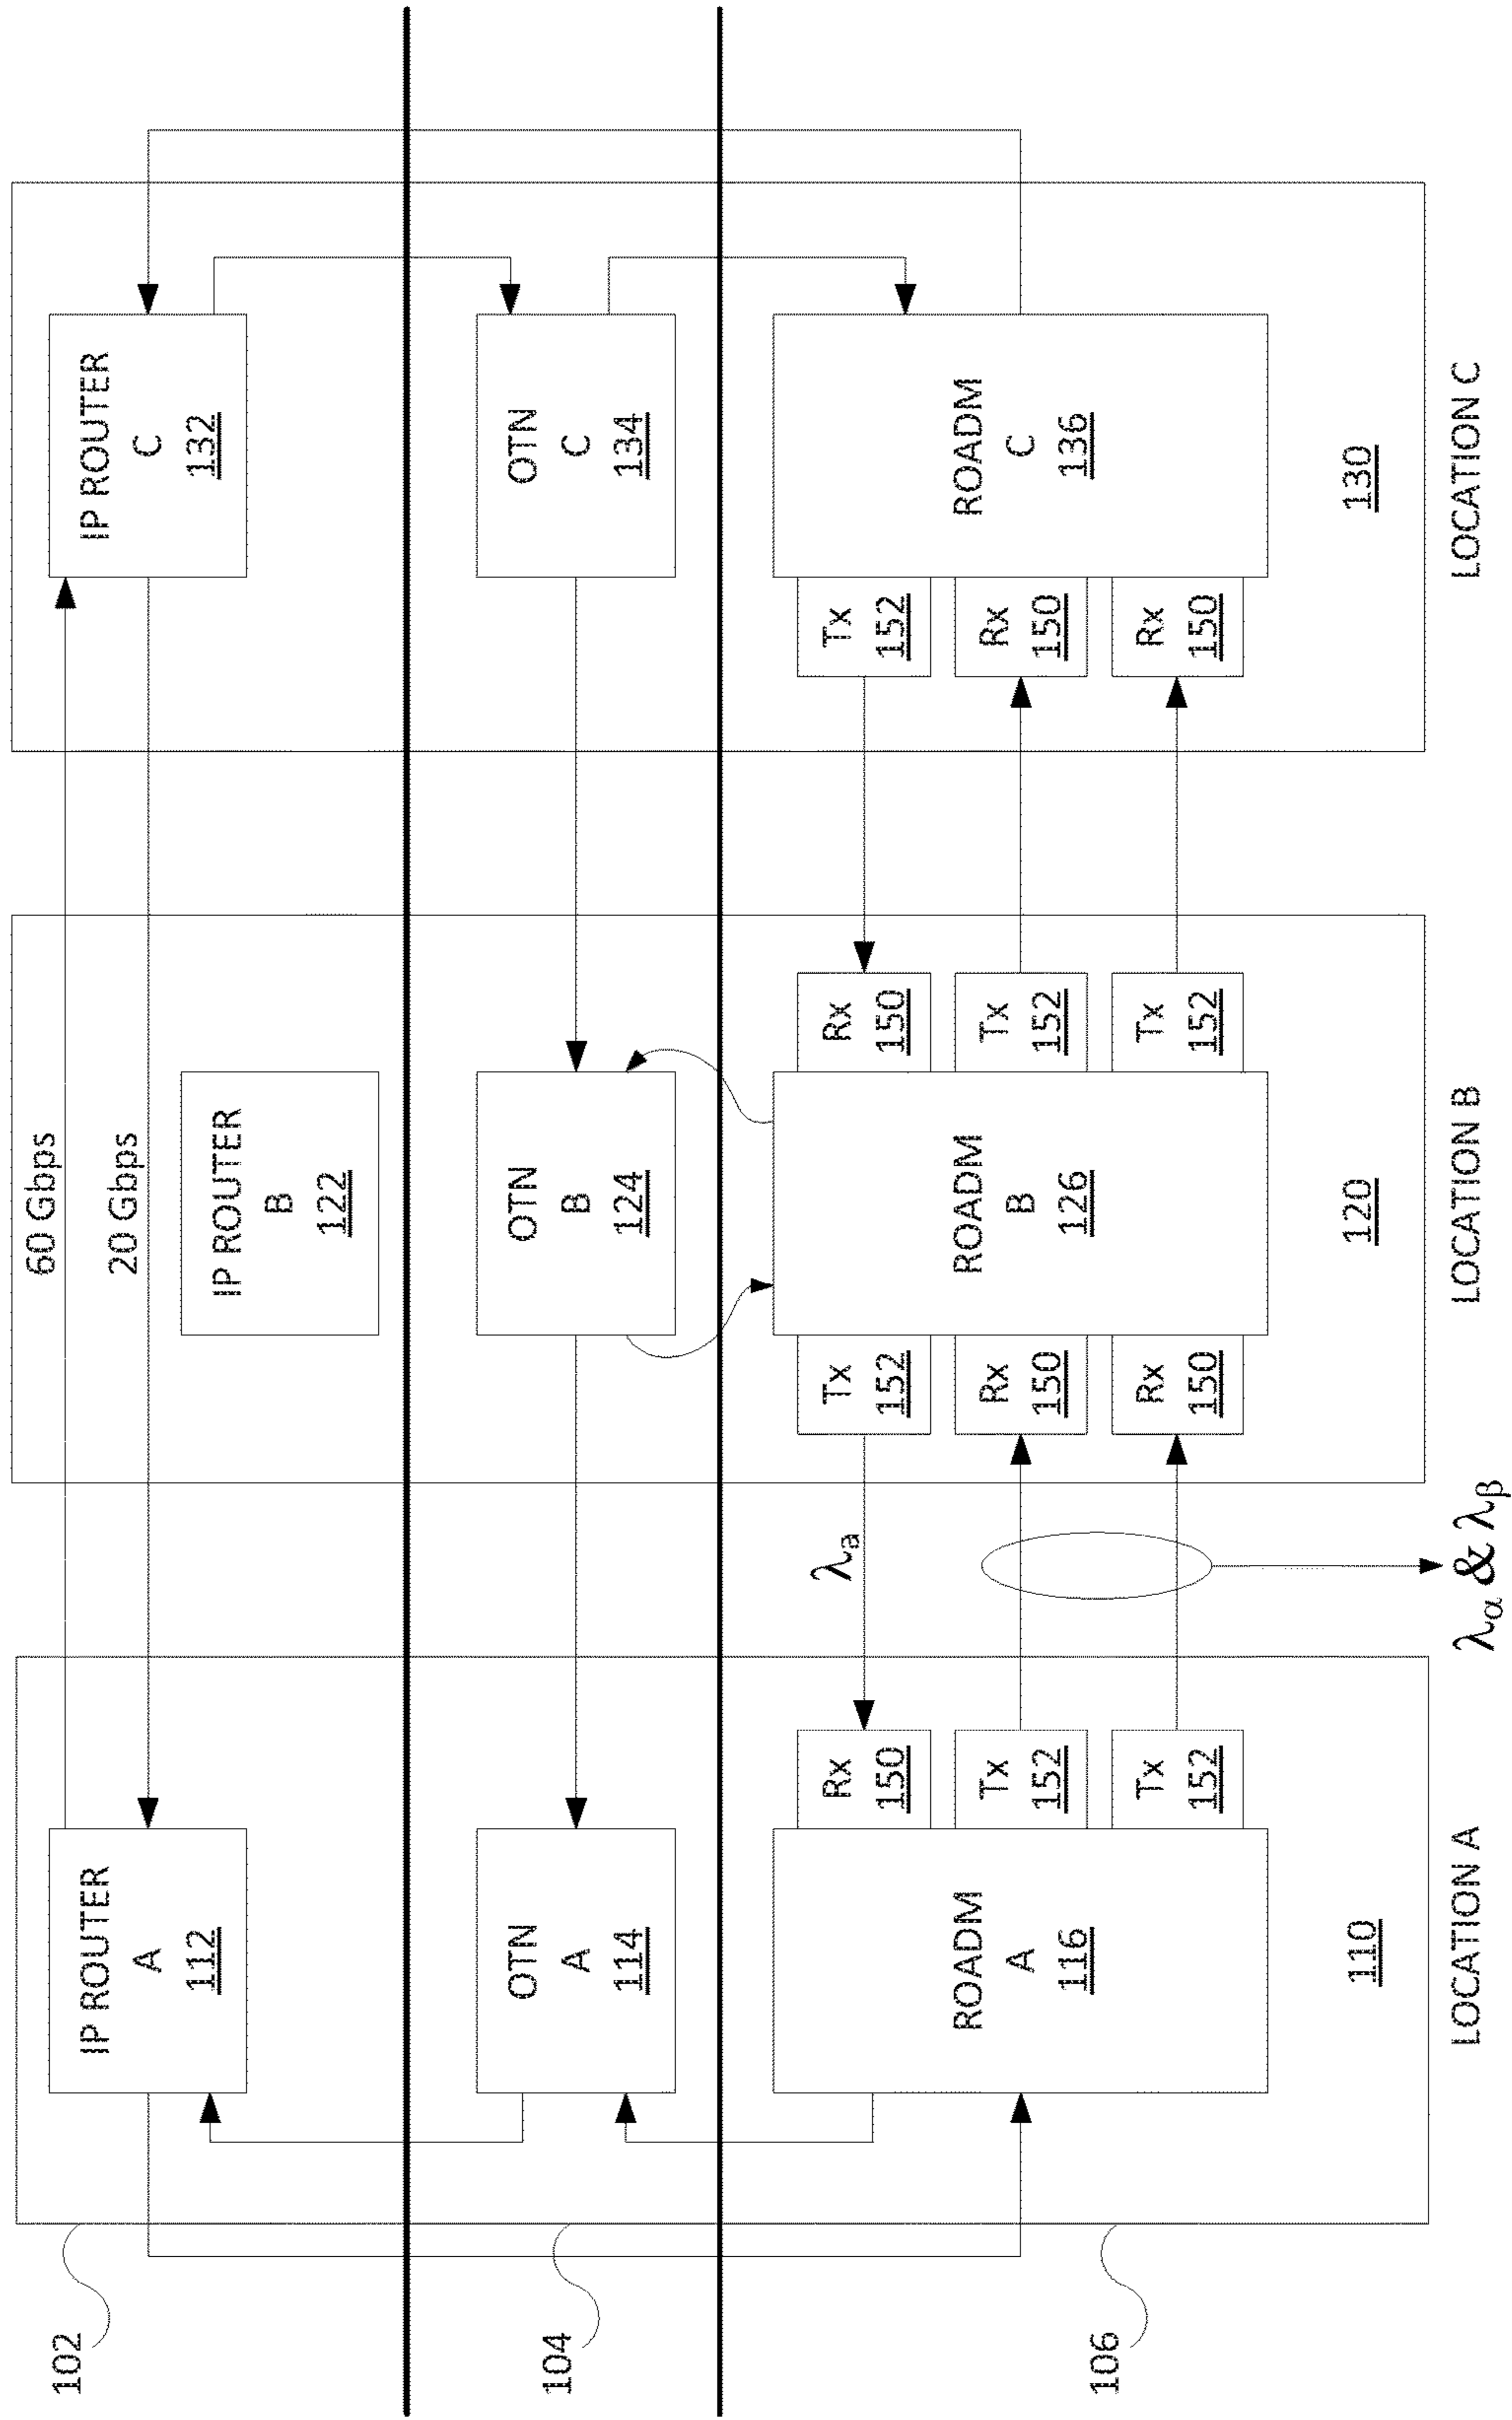 102
104
106
60 Gbps
20 Gbps
IP ROUTER
A
112
IP ROUTER
B
122
IP ROUTER
C
132
OTN
A
114
OTN
B
124
OTN
C
134
ROADM
A
116
Rx
150
Tx
152
Tx
152
λa
λα & λβ
Tx
152
Rx
150
Rx
150
ROADM
B
126
Rx
150
Tx
152
Tx
152
Tx
152
Rx
150
Rx
150
ROADM
C
136
110
120
130
LOCATION A
LOCATION B
LOCATION C